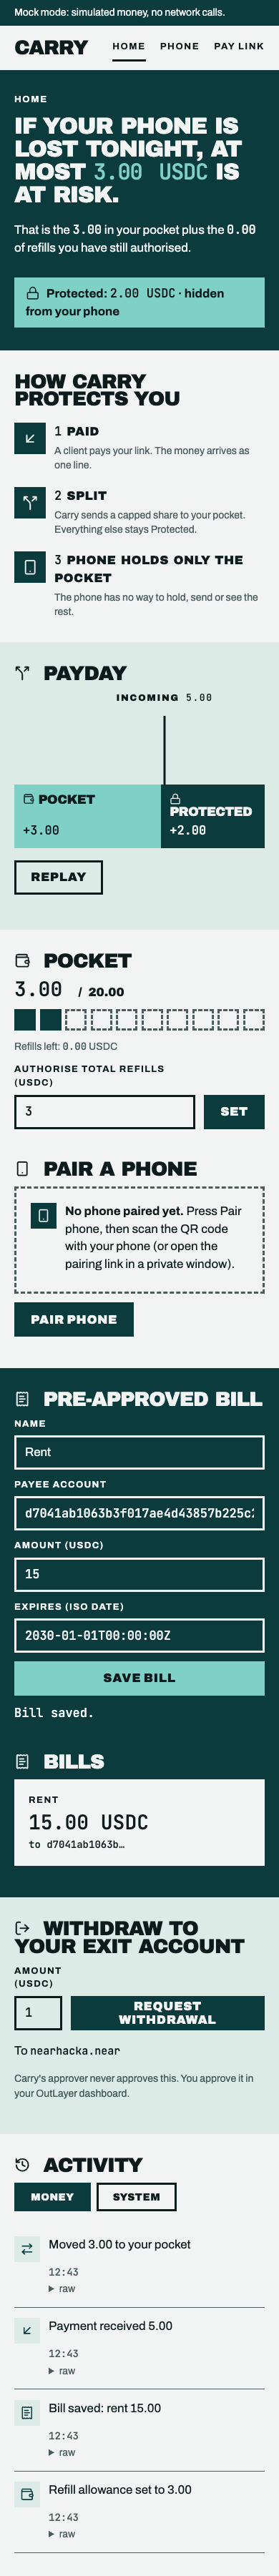 Mock mode: simulated money, no network calls.
CARRY
HOME PHONE PAY LINK
HOME
IF YOUR PHONE IS
LOST TONIGHT, AT
MOST 3.00 USDC IS
AT RISK.
That is the 3.00 in your pocket plus the 0.00
of refills you have still authorised.
Protected: 2.00 USDC · hidden
from your phone
HOW CARRY
PROTECTS YOU
1 PAID
A client pays your link. The money arrives as
one line.
2 SPLIT
Carry sends a capped share to your pocket.
Everything else stays Protected.
3 PHONE HOLDS ONLY THE
POCKET
The phone has no way to hold, send or see the
rest.
PAYDAY
INCOMING 5.00
POCKET
+3.00
PROTECTED
+2.00
REPLAY
POCKET
3.00 / 20.00
Refills left: 0.00 USDC
AUTHORISE TOTAL REFILLS
(USDC)
3
SET
PAIR A PHONE
No phone paired yet. Press Pair
phone, then scan the QR code
with your phone (or open the
pairing link in a private window).
PAIR PHONE
PRE-APPROVED BILL
NAME
Rent
PAYEE ACCOUNT
d7041ab1063b3f017ae4d43857b225c
AMOUNT (USDC)
15
EXPIRES (ISO DATE)
2030-01-01T00:00:00Z
SAVE BILL
Bill saved.
BILLS
RENT
15.00 USDC
to d7041ab1063b…
WITHDRAW TO
YOUR EXIT ACCOUNT
AMOUNT
(USDC)
1
REQUEST
WITHDRAWAL
To nearhacka.near
Carry's approver never approves this. You approve it in
your OutLayer dashboard.
ACTIVITY
MONEY
SYSTEM
Moved 3.00 to your pocket
12:43
▶ raw
Payment received 5.00
12:43
▶ raw
Bill saved: rent 15.00
12:43
▶ raw
Refill allowance set to 3.00
12:43
▶ raw